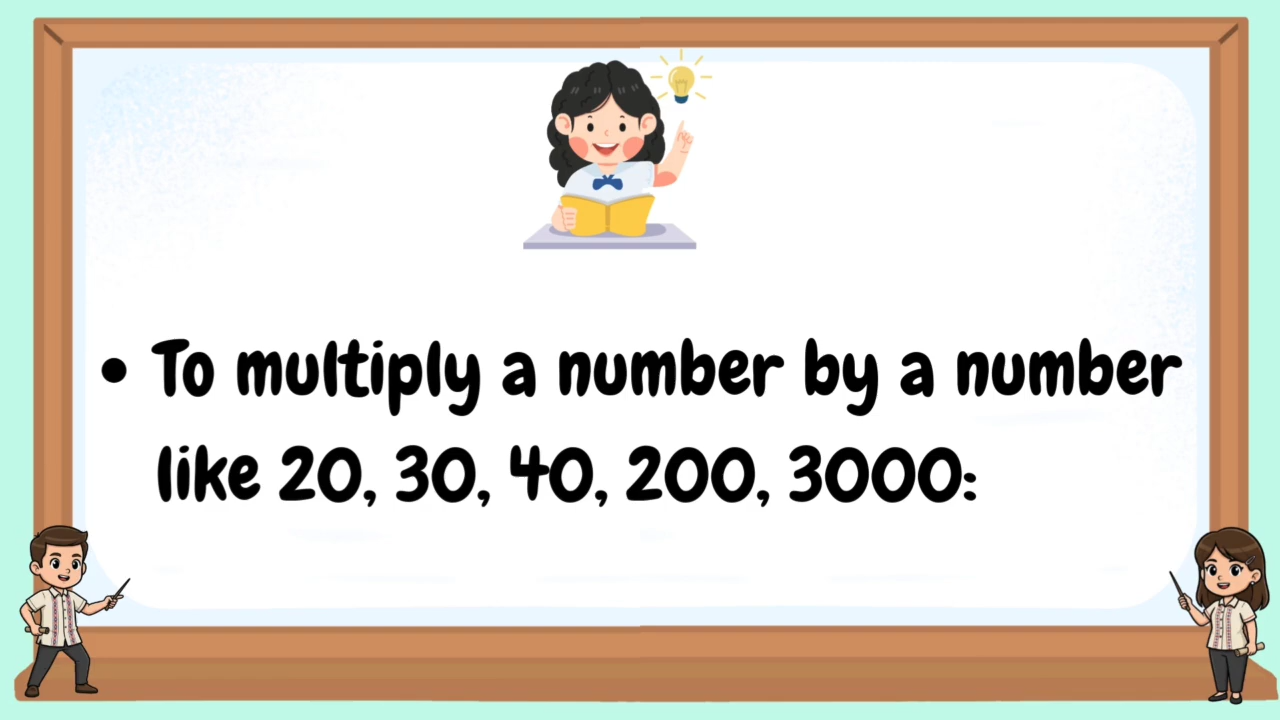 • To multiply a number by a number
like 20, 30, 40, 200, 3000: